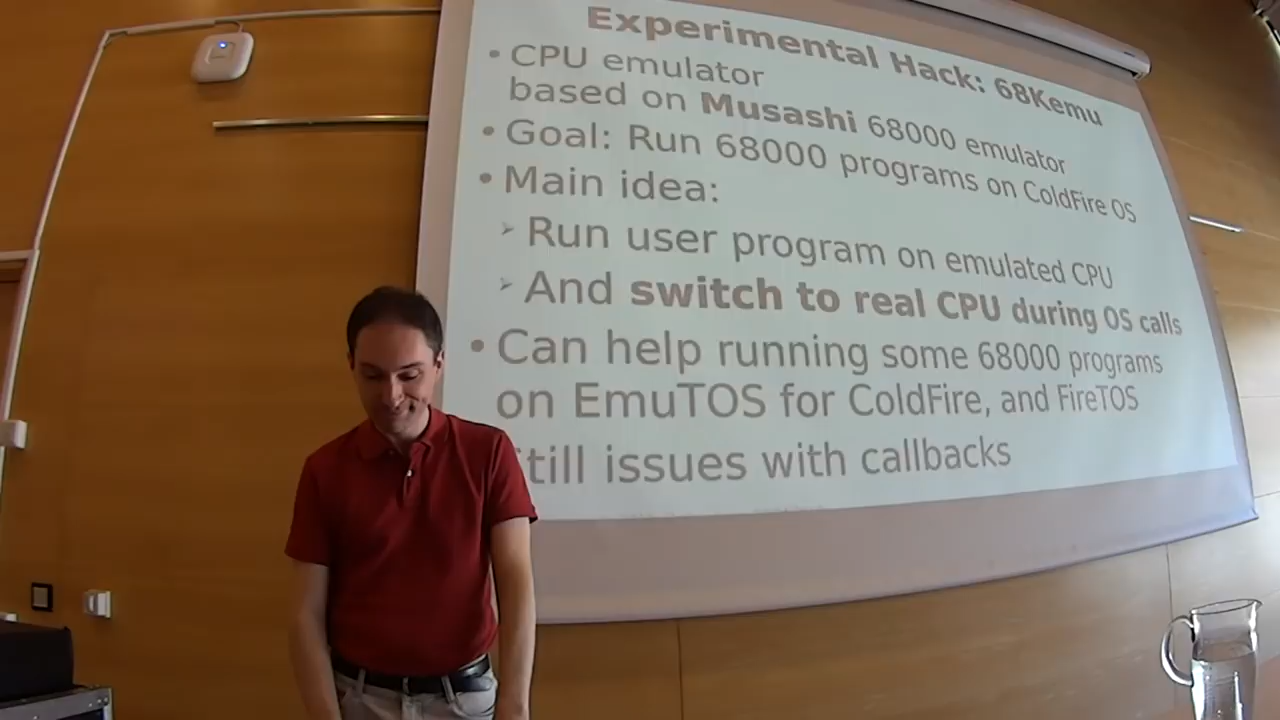 Experimental Hack: 68Kemu
• CPU emulator
based on Musashi 68000 emulator
• Goal: Run 68000 programs on ColdFire OS
• Main idea:
➢ Run user program on emulated CPU
➢ And switch to real CPU during OS calls
• Can help running some 68000 programs
on EmuTOS for ColdFire, and FireTOS
Still issues with callbacks